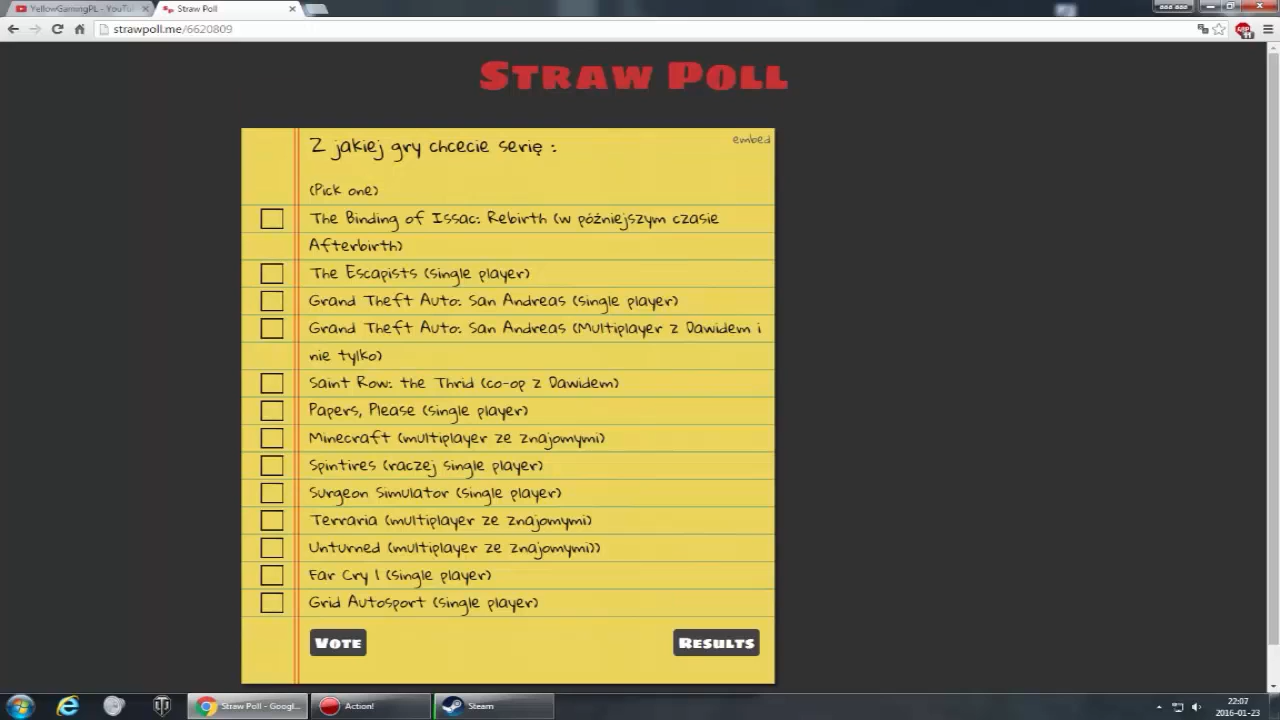 YellowGamingPL - YouTu
Straw Poll
strawpoll.me/6620809
Straw Poll
embed
Z jakiej gry chcecie serię :
(Pick one)
The Binding of Issac: Rebirth (w późniejszym czasie
Afterbirth)
The Escapists (single player)
Grand Theft Auto: San Andreas (single player)
Grand Theft Auto: San Andreas (Multiplayer z Dawidem i
nie tylko)
Saint Row: the Thrid (co-op z Dawidem)
Papers, Please (single player)
Minecraft (multiplayer ze znajomymi)
Spintires (raczej single player)
Surgeon Simulator (single player)
Terraria (multiplayer ze znajomymi)
Unturned (multiplayer ze znajomymi))
Far Cry 1 (single player)
Grid Autosport (single player)
Vote
Results
Straw Poll - Googl...
Action!
Steam
22:07
2016-01-23